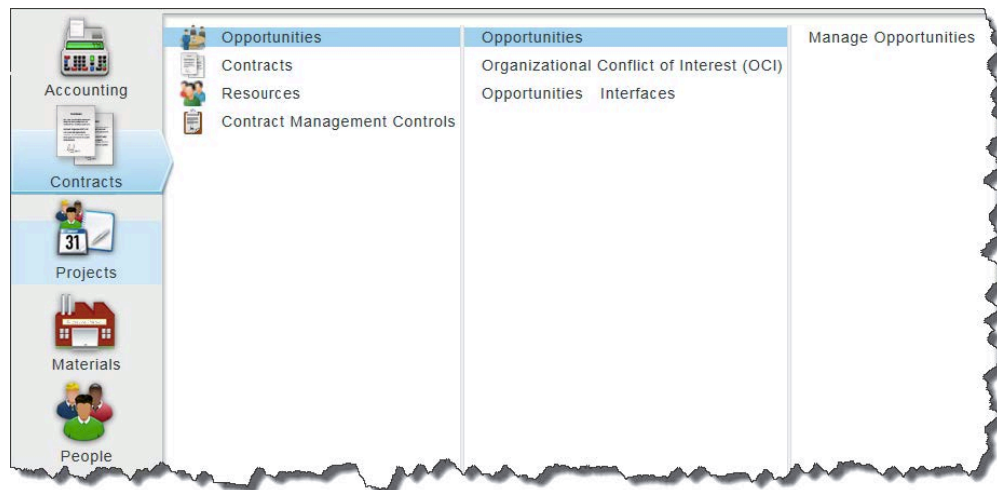 Accounting
Contracts
31
Projects
Materials
People
Opportunities
Contracts
Resources
Contract Management Controls
Opportunities
Organizational Conflict of Interest (OCI)
Opportunities Interfaces
Manage Opportunities